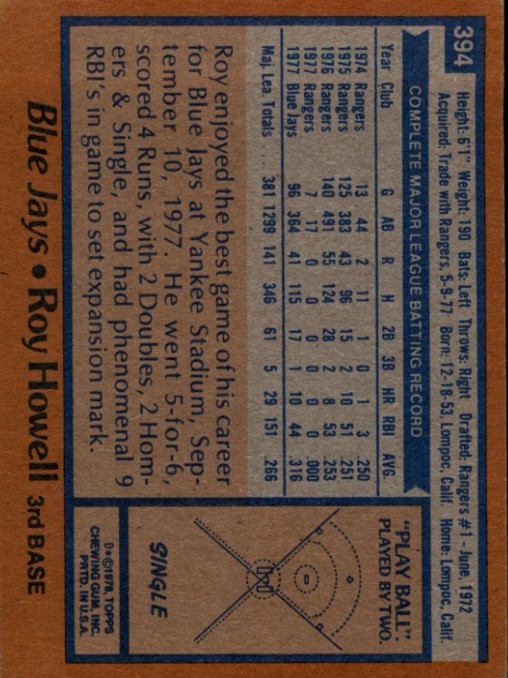 394
Height: 6'1" Weight: 190 Bats: Left Throws: Right Drafted: Rangers #1 - June, 1972
Acquired: Trade with Rangers, 5-9-77 Born: 12-18-53, Lompoc, Calif. Home: Lompoc, Calif.
COMPLETE MAJOR LEAGUE BATTING RECORD
Year Club G AB R H 2B 3B HR RBI AVG.
1974 Rangers 13 44 2 11 1 0 1 3 .250
1975 Rangers 125 383 43 96 15 2 10 51 .251
1976 Rangers 140 491 55 124 28 2 8 53 .253
1977 Rangers 7 17 0 0 0 0 0 0 .000
1977 Blue Jays 96 364 41 115 17 1 10 44 .316
Maj. Lea. Totals . . . 381 1299 141 346 61 5 29 151 .266
Roy enjoyed the best game of his career
for Blue Jays at Yankee Stadium, Sep-
tember 10, 1977. He went 5-for-6,
scored 4 Runs, with 2 Doubles, 2 Hom-
ers & Single, and had phenomenal 9
RBI's in game to set expansion mark.
"PLAY BALL":
PLAYED BY TWO.
SINGLE
D★©1978, TOPPS
CHEWING GUM, INC.
PRTD. IN U.S.A.
Blue Jays • Roy Howell 3rd BASE